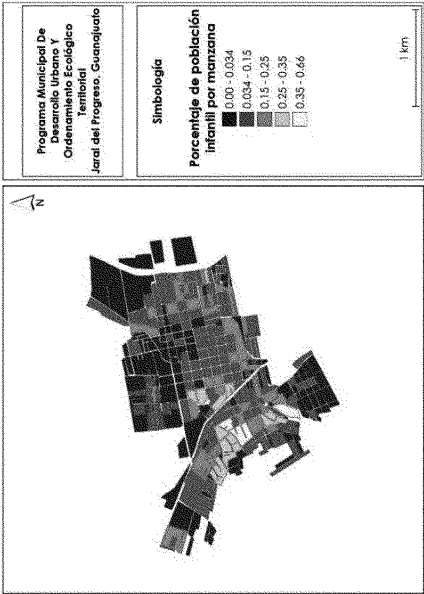 Programa Municipal De
Desarrollo Urbano Y
Ordenamiento Ecológico
Territorial
Jaral del Progreso, Guanajuato
Simbología
Porcentaje de población
infantil por manzana
0.00 - 0.034
0.034 - 0.15
0.15 - 0.25
0.25 - 0.35
0.35 - 0.66
1 km
N